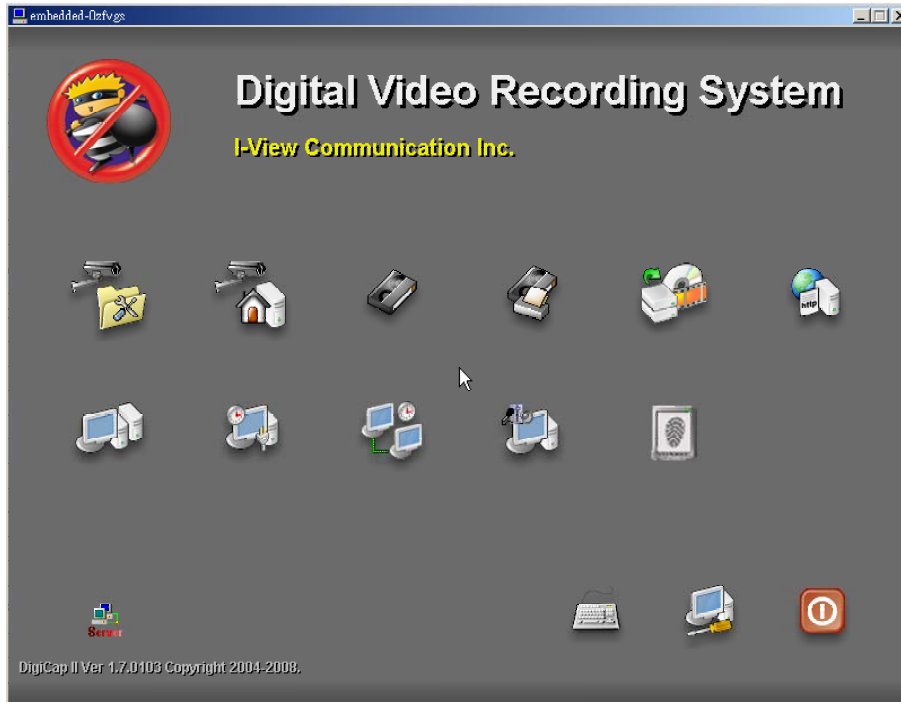 embedded-0zfvgs
Digital Video Recording System
I-View Communication Inc.
http
Server
DigiCap II Ver 1.7.0103 Copyright 2004-2008.